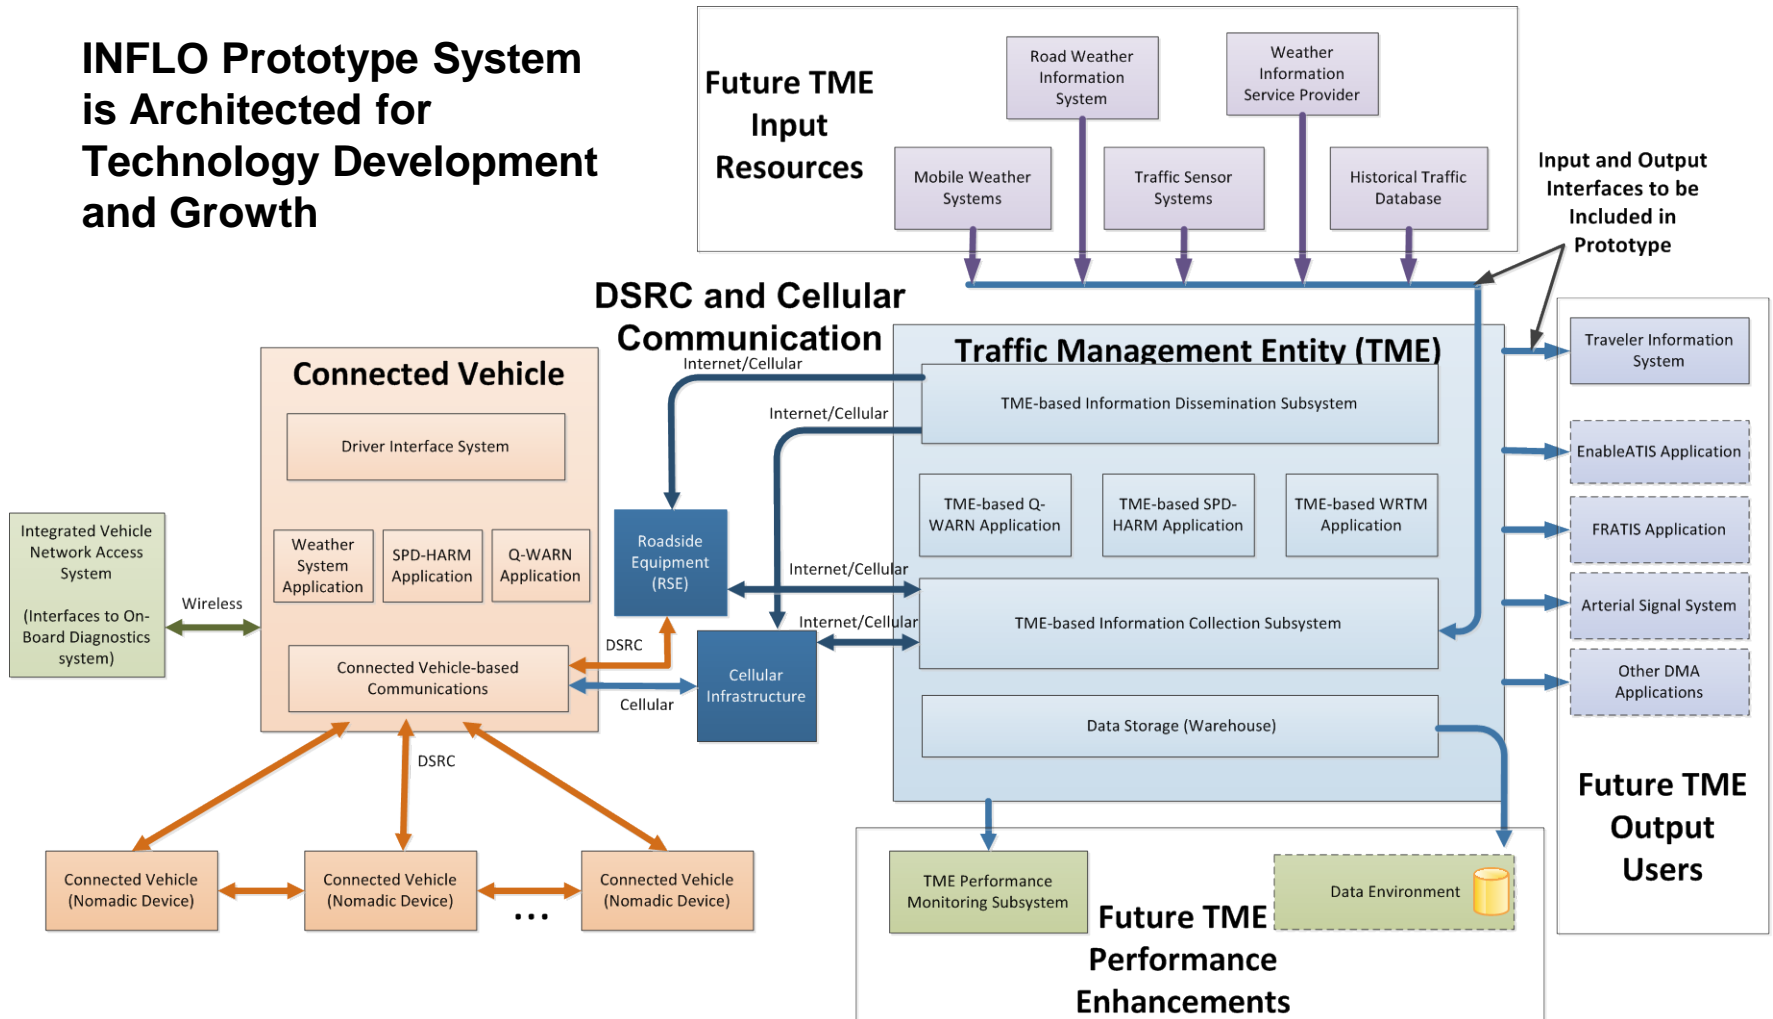 INFLO Prototype System
is Architected for
Technology Development
and Growth
Future TME
Input
Resources
Road Weather
Information
System
Weather
Information
Service Provider
Mobile Weather
Systems
Traffic Sensor
Systems
Historical Traffic
Database
Input and Output
Interfaces to be
Included in
Prototype
DSRC and Cellular
Communication
Internet/Cellular
Internet/Cellular
Internet/Cellular
Internet/Cellular
Connected Vehicle
Driver Interface System
Weather
System
Application
SPD-HARM
Application
Q-WARN
Application
Connected Vehicle-based
Communications
Integrated Vehicle
Network Access
System
(Interfaces to On-
Board Diagnostics
system)
Wireless
DSRC
Cellular
DSRC
Roadside
Equipment
(RSE)
Cellular
Infrastructure
Traffic Management Entity (TME)
TME-based Information Dissemination Subsystem
TME-based Q-
WARN Application
TME-based SPD-
HARM Application
TME-based WRTM
Application
TME-based Information Collection Subsystem
Data Storage (Warehouse)
Traveler Information
System
EnableATIS Application
FRATIS Application
Arterial Signal System
Other DMA
Applications
Future TME
Output
Users
Connected Vehicle
(Nomadic Device)
Connected Vehicle
(Nomadic Device)
...
Connected Vehicle
(Nomadic Device)
TME Performance
Monitoring Subsystem
Data Environment
Future TME
Performance
Enhancements